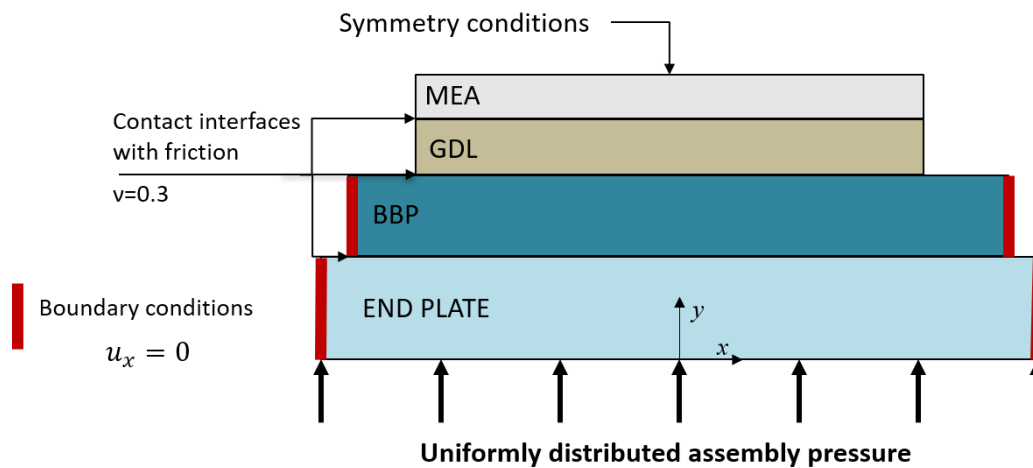 Symmetry conditions
MEA
Contact interfaces
with friction
GDL
ν=0.3
BBP
END PLATE
y
x
Boundary conditions
u_x = 0
Uniformly distributed assembly pressure